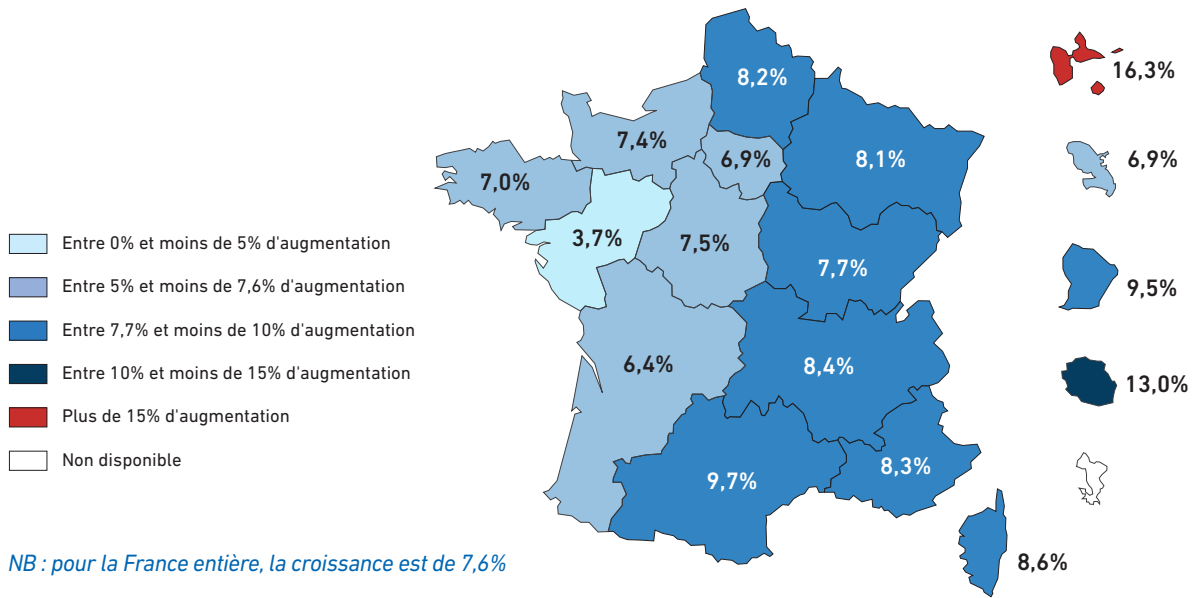 8,2%
16,3%
7,4%
6,9%
8,1%
6,9%
7,0%
3,7%
7,5%
7,7%
9,5%
Entre 0% et moins de 5% d'augmentation
Entre 5% et moins de 7,6% d'augmentation
Entre 7,7% et moins de 10% d'augmentation
Entre 10% et moins de 15% d'augmentation
Plus de 15% d'augmentation
Non disponible
6,4%
8,4%
13,0%
9,7%
8,3%
8,6%
NB : pour la France entière, la croissance est de 7,6%